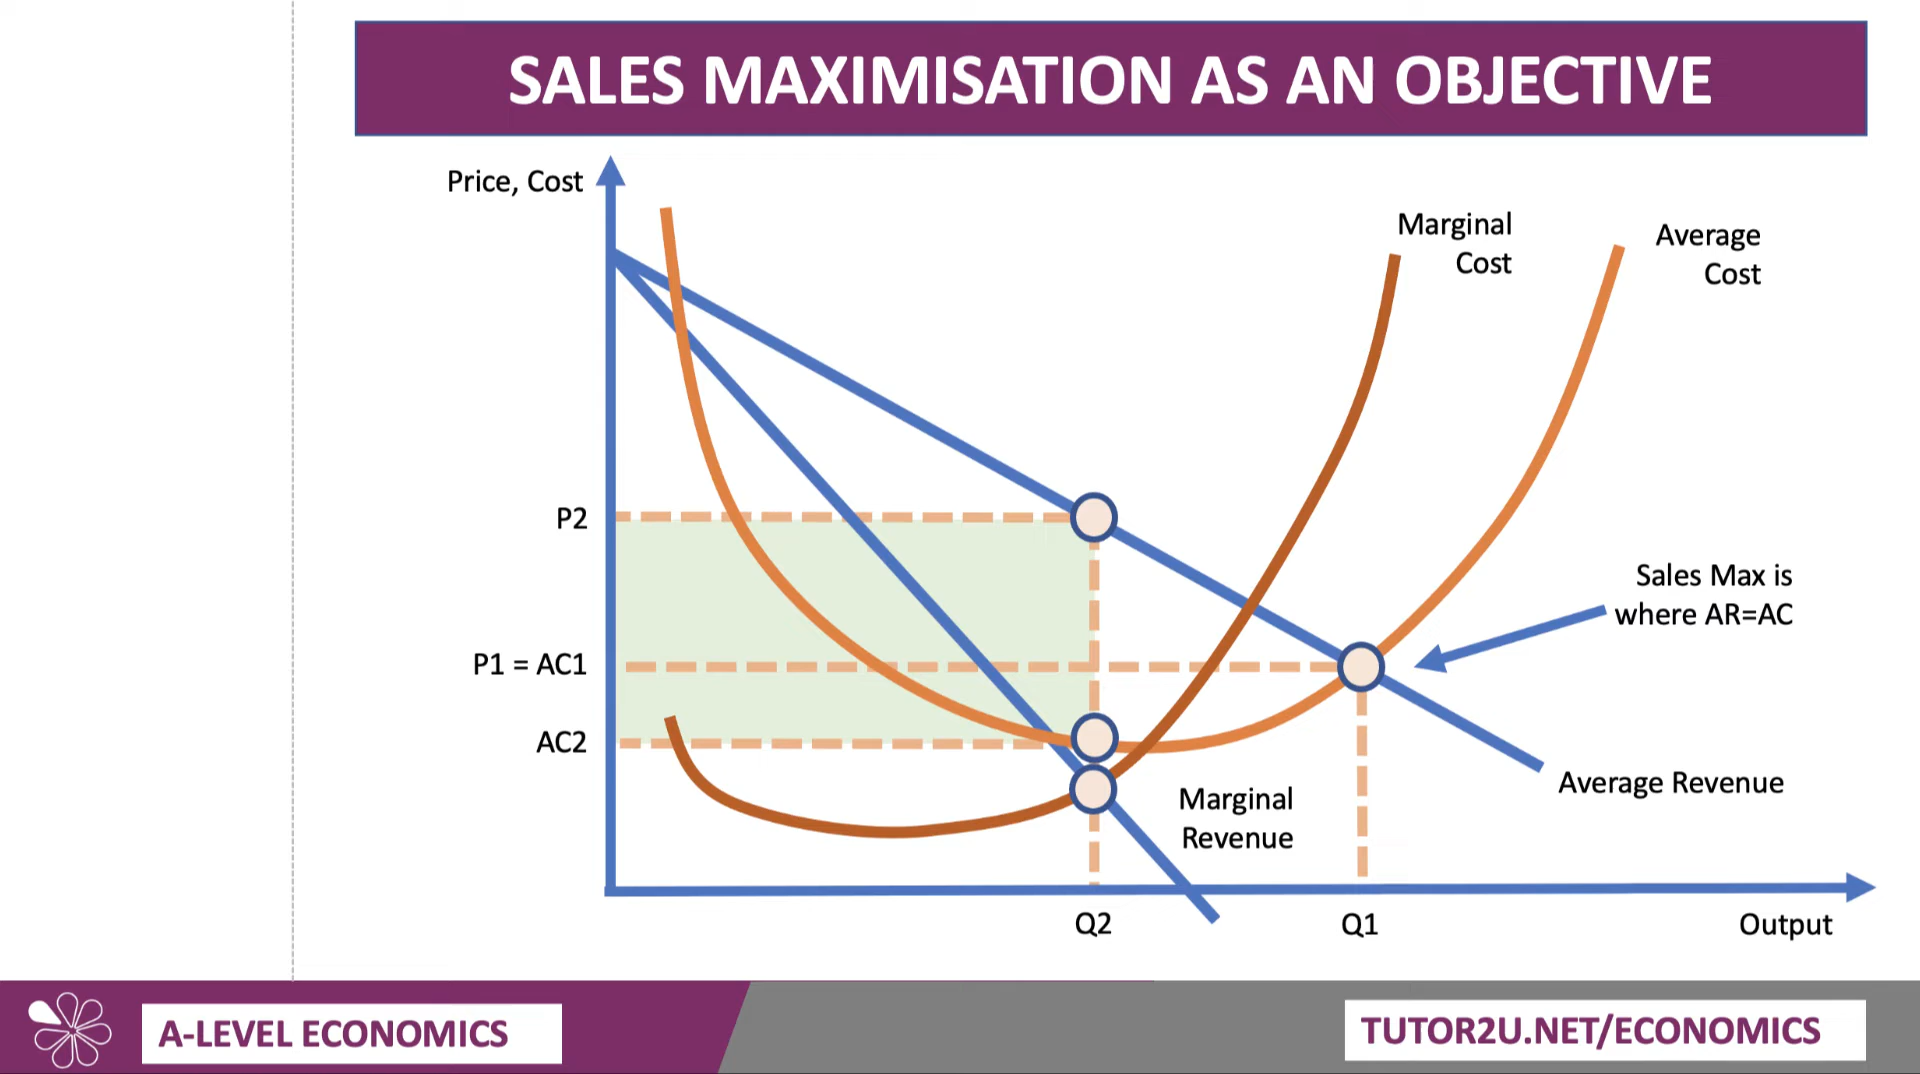 SALES MAXIMISATION AS AN OBJECTIVE
Price, Cost
Marginal
Cost
Average
Cost
P2
Sales Max is
where AR=AC
P1 = AC1
AC2
Average Revenue
Marginal
Revenue
Q2
Q1
Output
A-LEVEL ECONOMICS
TUTOR2U.NET/ECONOMICS